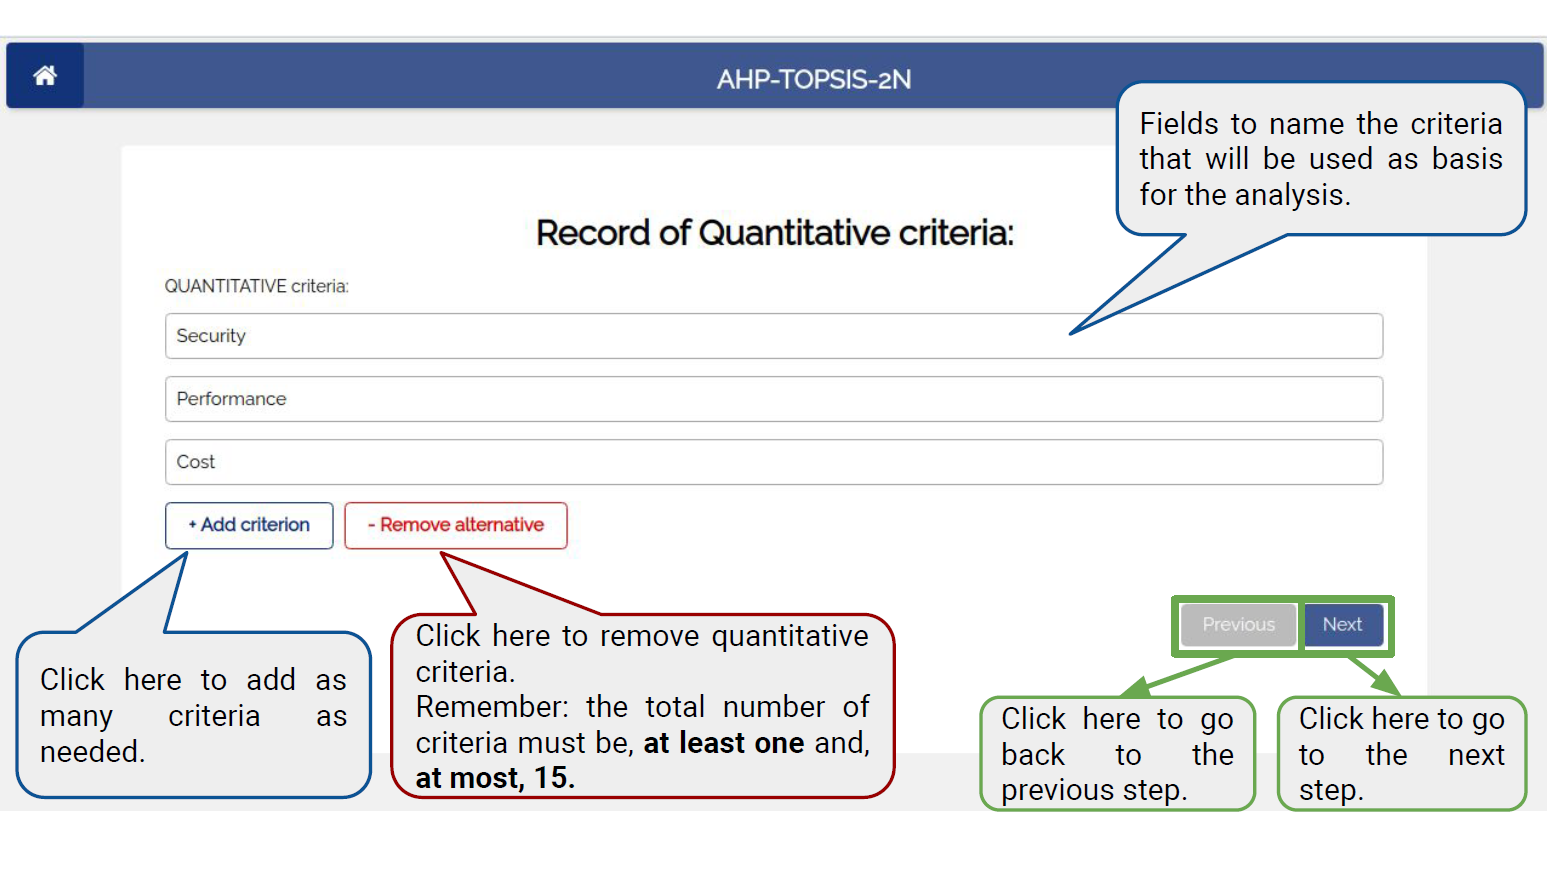 AHP-TOPSIS-2N
Fields to name the criteria
that will be used as basis
for the analysis.
Record of Quantitative criteria:
QUANTITATIVE criteria:
Security
Performance
Cost
+ Add criterion
- Remove alternative
Click here to add as
many criteria as
needed.
Click here to remove quantitative
criteria.
Remember: the total number of
criteria must be, at least one and,
at most, 15.
Previous
Next
Click here to go
back to the
previous step.
Click here to go
to the next
step.